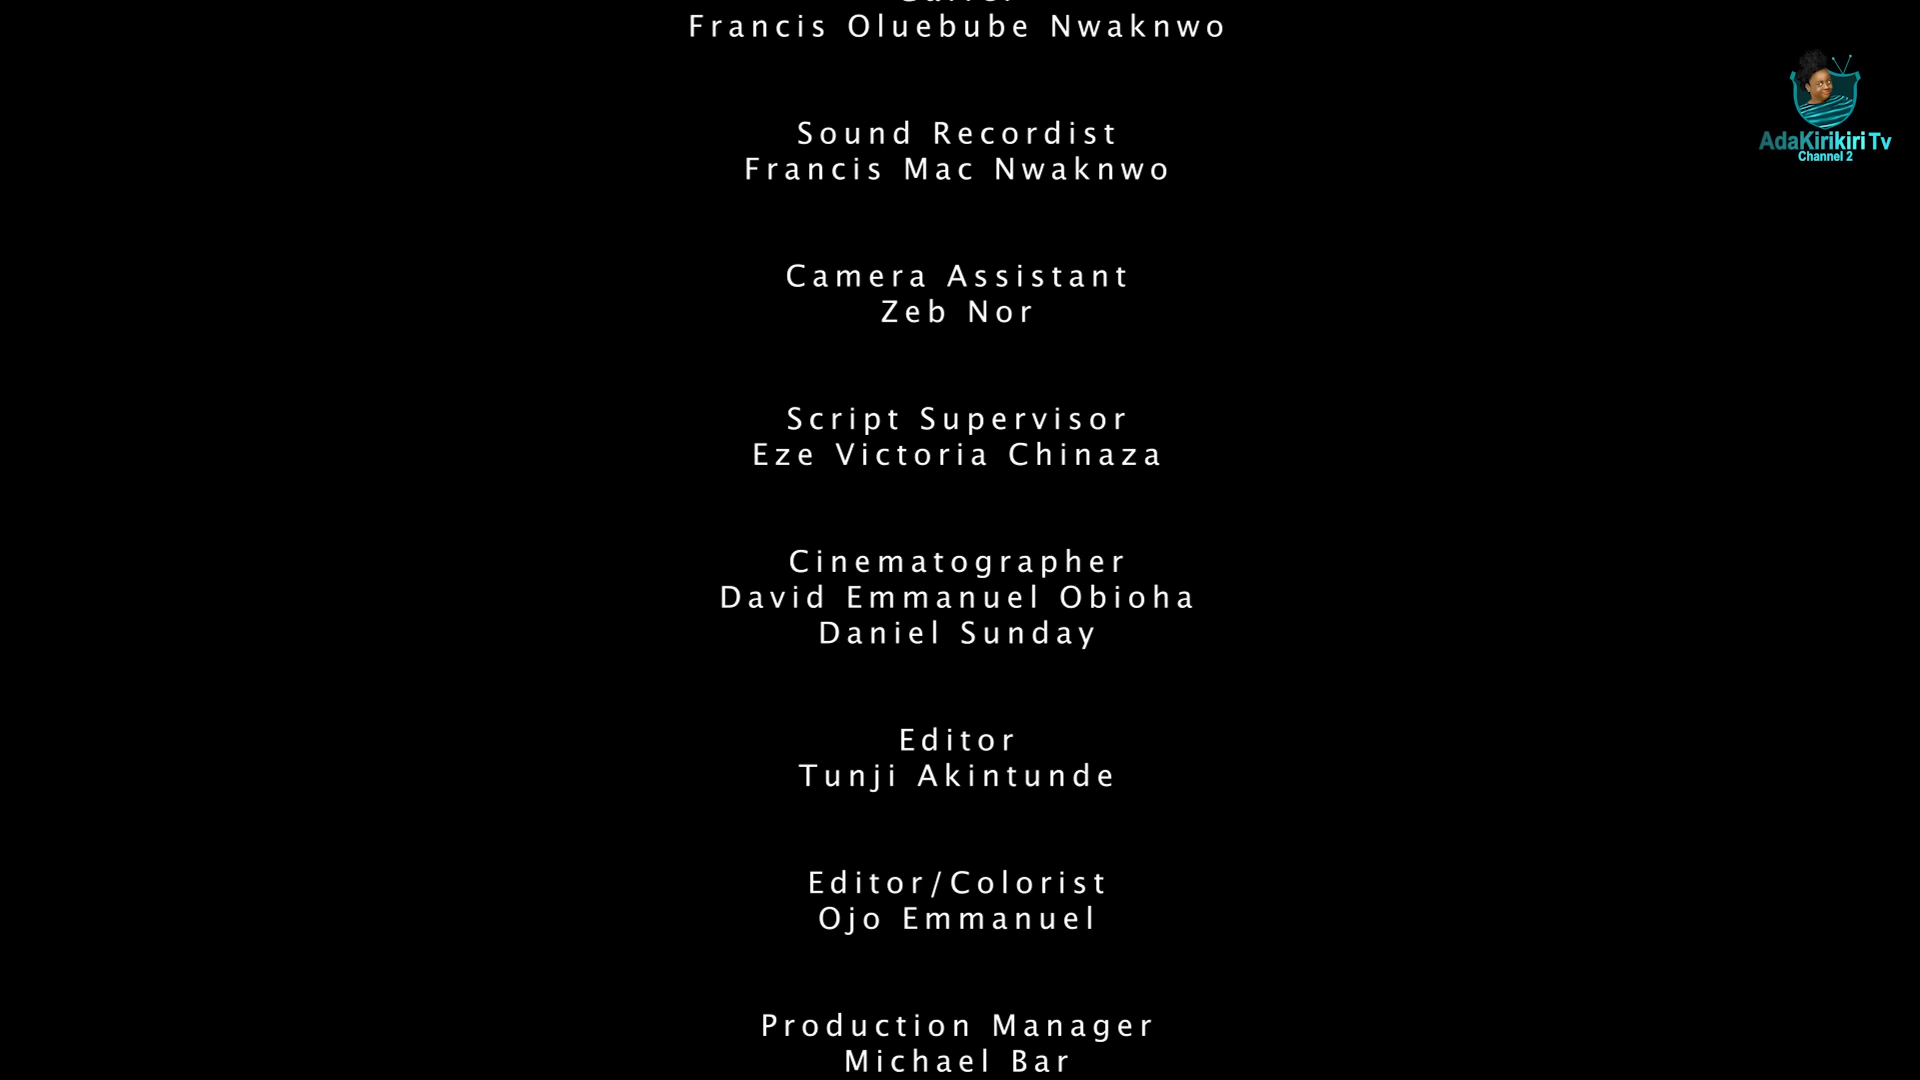 Francis Oluebube Nwaknwo
Sound Recordist
Francis Mac Nwaknwo
Camera Assistant
Zeb Nor
Script Supervisor
Eze Victoria Chinaza
Cinematographer
David Emmanuel Obioha
Daniel Sunday
Editor
Tunji Akintunde
Editor/Colorist
Ojo Emmanuel
Production Manager
Michael Bar
AdaKirikiri Tv
Channel 2